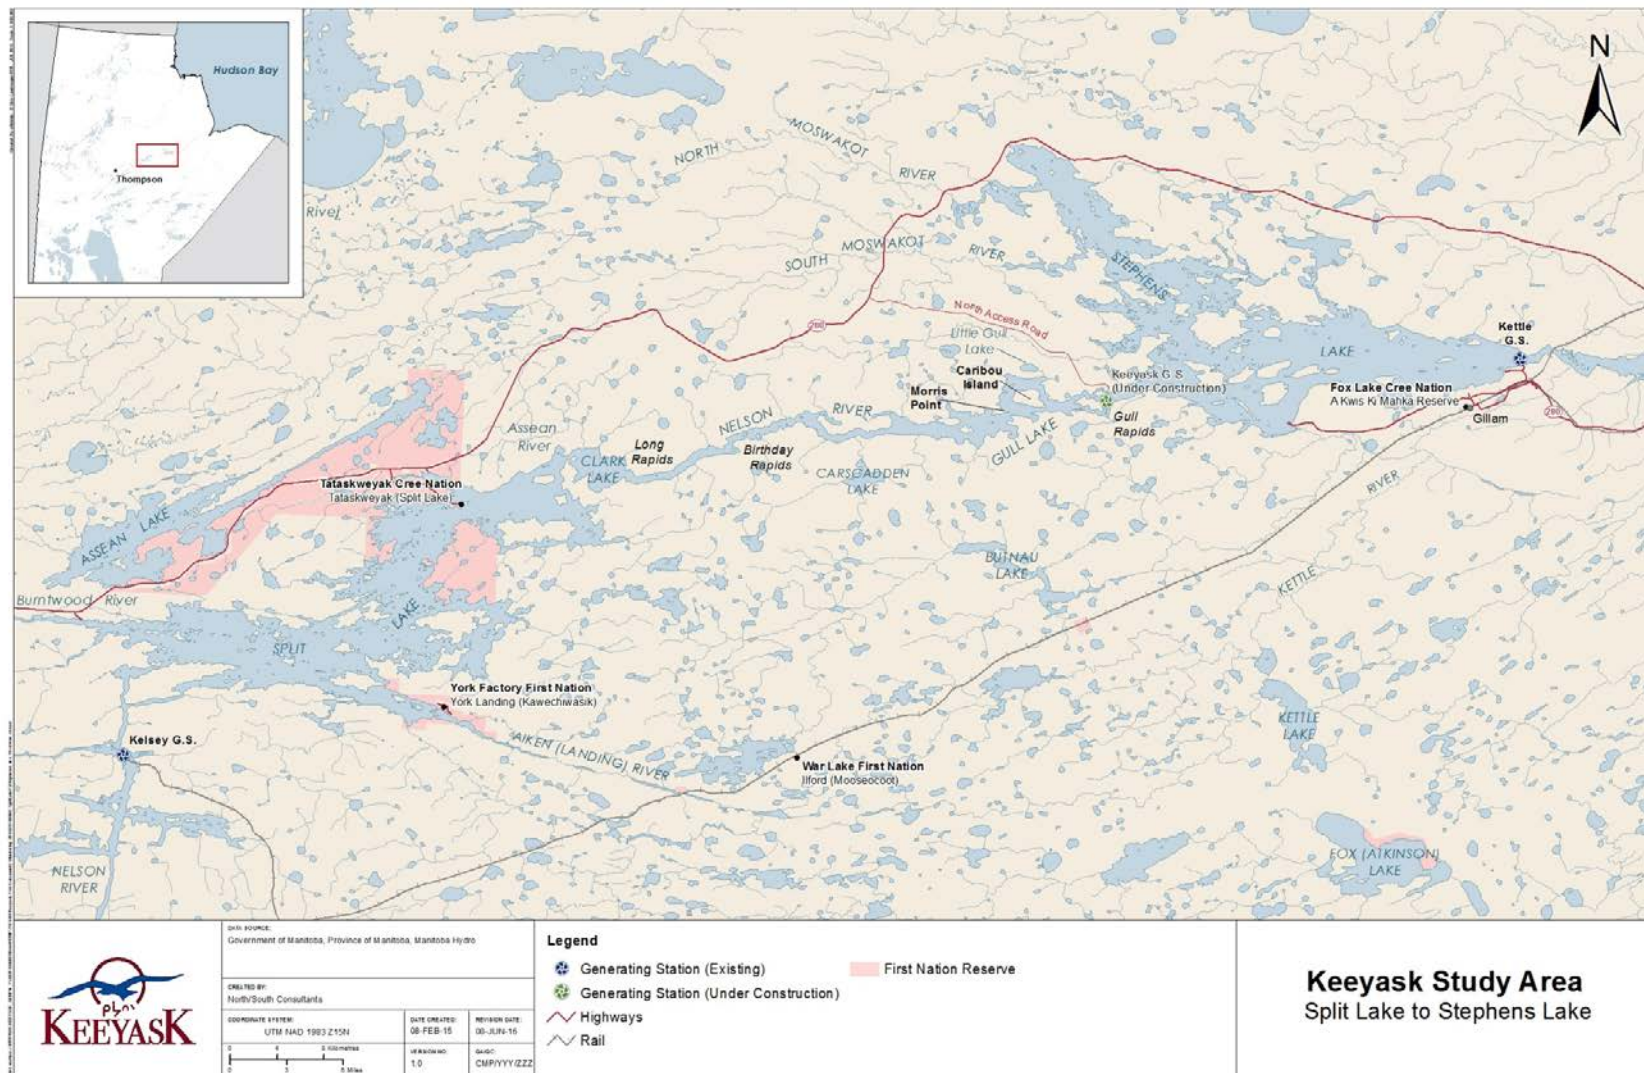 Hudson Bay
Thompson
N
NORTH
MOSWAKOT
RIVER
River
SOUTH
MOSWAKOT
RIVER
STEPHENS
LAKE
North Access Road
280
Little Gull
Lake
Kettle
G.S.
Caribou
Island
Keeyask G.S.
(Under Construction)
Morris
Point
Fox Lake Cree Nation
A Kwis Ki Mahka Reserve
Gillam
280
Gull
Rapids
NELSON
RIVER
GULL LAKE
Assean
River
Long
Rapids
Birthday
Rapids
CLARK
LAKE
CARSCADDEN
LAKE
Tataskweyak Cree Nation
Tataskweyak (Split Lake)
ASSEAN LAKE
BUTNAU
LAKE
KETTLE
RIVER
Burntwood River
SPLIT
LAKE
York Factory First Nation
York Landing (Kawechiwasik)
AIKEN (LANDING) RIVER
Kelsey G.S.
War Lake First Nation
Ilford (Mooseocoot)
KETTLE
LAKE
FOX (ATKINSON)
LAKE
NELSON
RIVER
KEEYASK
DATA SOURCE:
Government of Manitoba, Province of Manitoba, Manitoba Hydro
CREATED BY:
North/South Consultants
COORDINATE SYSTEM:
UTM NAD 1983 Z15N
DATE CREATED:
08-FEB-15
REVISION DATE:
08-JUN-16
VERSION NO:
1.0
QA/QC:
CMP/YYY/ZZZ
Kilometres
Miles
Legend
Generating Station (Existing)
Generating Station (Under Construction)
Highways
Rail
First Nation Reserve
Keeyask Study Area
Split Lake to Stephens Lake